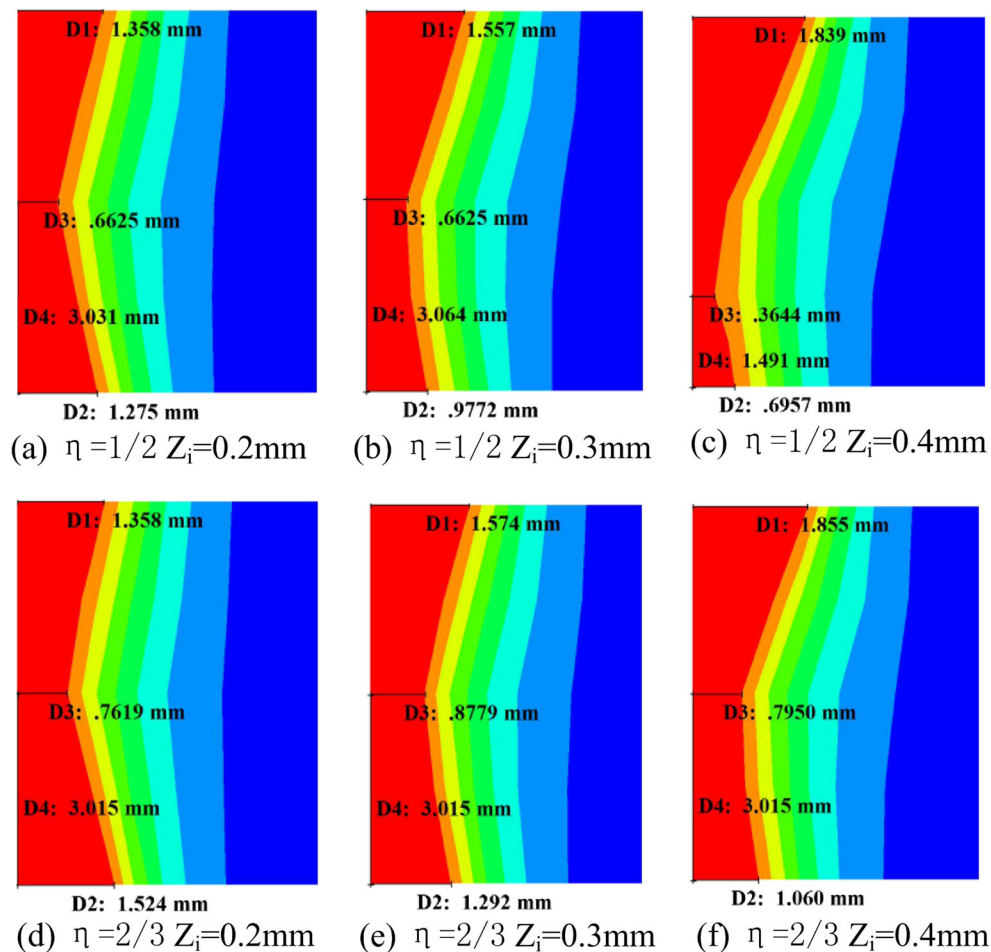 D1: 1.358 mm
D3: .6625 mm
D4: 3.031 mm
D2: 1.275 mm
(a) η=1/2 Zᵢ=0.2mm
D1: 1.557 mm
D3: .6625 mm
D4: 3.064 mm
D2: .9772 mm
(b) η=1/2 Zᵢ=0.3mm
D1: 1.839 mm
D3: .3644 mm
D4: 1.491 mm
D2: .6957 mm
(c) η=1/2 Zᵢ=0.4mm
D1: 1.358 mm
D3: .7619 mm
D4: 3.015 mm
D2: 1.524 mm
(d) η=2/3 Zᵢ=0.2mm
D1: 1.574 mm
D3: .8779 mm
D4: 3.015 mm
D2: 1.292 mm
(e) η=2/3 Zᵢ=0.3mm
D1: 1.855 mm
D3: .7950 mm
D4: 3.015 mm
D2: 1.060 mm
(f) η=2/3 Zᵢ=0.4mm